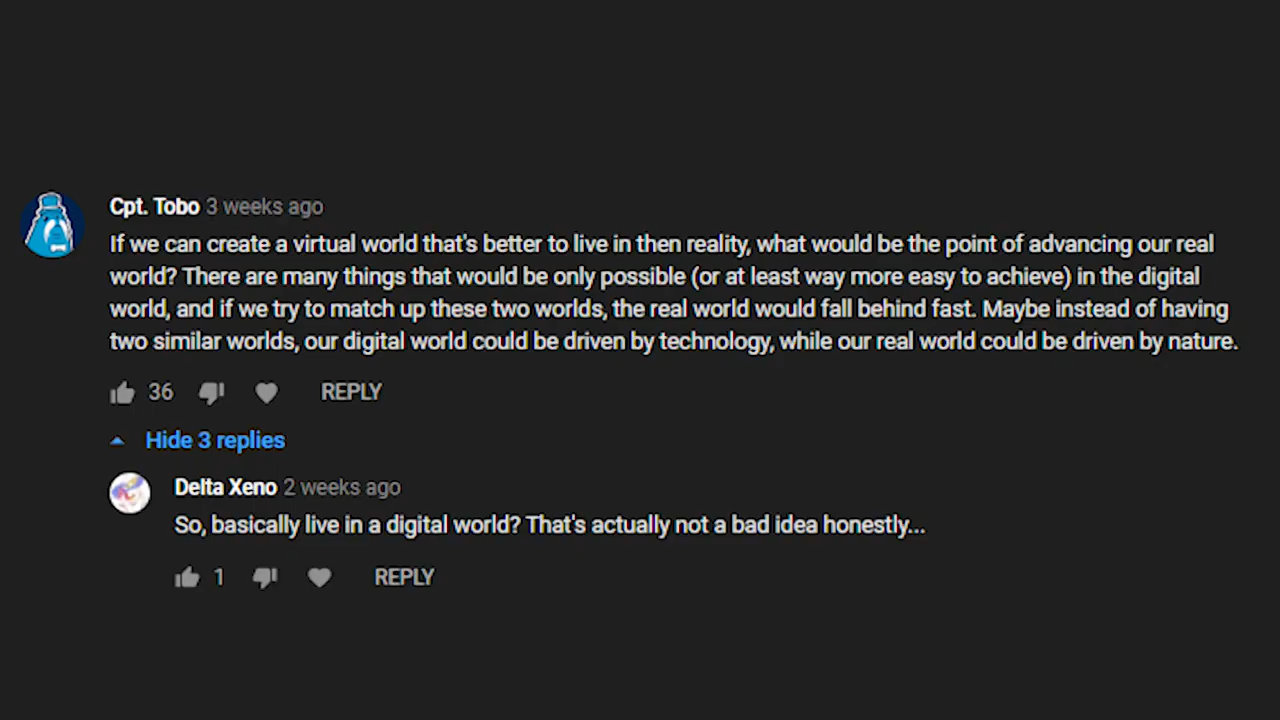 Cpt. Tobo 3 weeks ago
If we can create a virtual world that's better to live in then reality, what would be the point of advancing our real
world? There are many things that would be only possible (or at least way more easy to achieve) in the digital
world, and if we try to match up these two worlds, the real world would fall behind fast. Maybe instead of having
two similar worlds, our digital world could be driven by technology, while our real world could be driven by nature.
36 REPLY
Hide 3 replies
Delta Xeno 2 weeks ago
So, basically live in a digital world? That's actually not a bad idea honestly...
1 REPLY